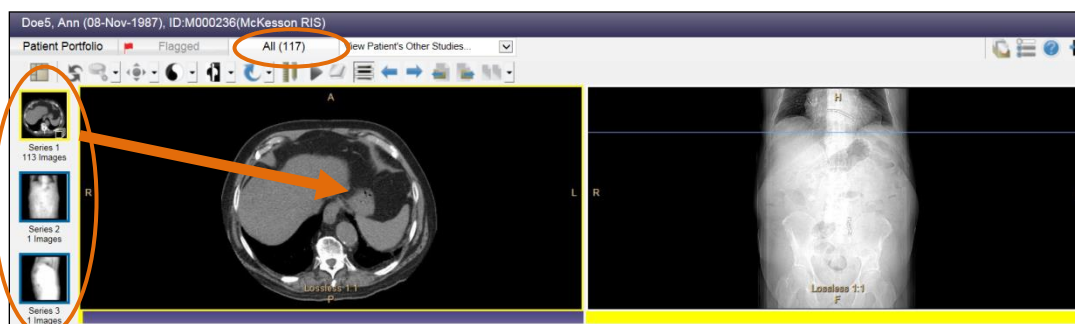 Doe5, Ann (08-Nov-1987), ID:M000236(McKesson RIS)
Patient Portfolio Flagged All (117) View Patient's Other Studies...
A
H
Series 1
113 Images
R L R
Series 2
1 Images
Lossless 1:1
P
Lossless 1:1
F
Series 3
1 Images